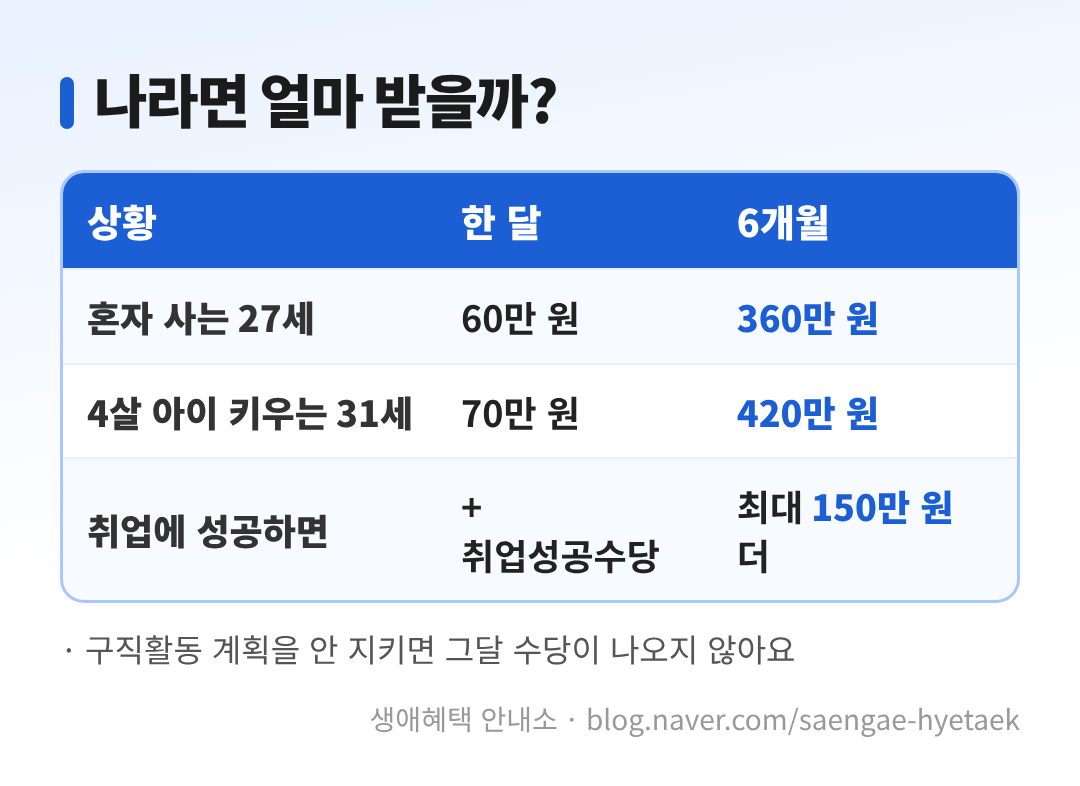 나라면 얼마 받을까?
상황 한 달 6개월
혼자 사는 27세 60만 원 360만 원
4살 아이 키우는 31세 70만 원 420만 원
취업에 성공하면 + 취업성공수당 최대 150만 원 더
· 구직활동 계획을 안 지키면 그달 수당이 나오지 않아요
생애혜택 안내소 · blog.naver.com/saengae-hyetaek